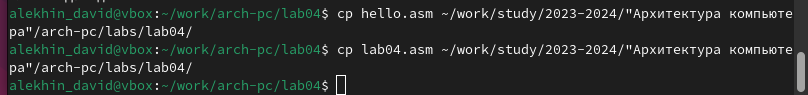 alekhin_david@vbox:~/work/arch-pc/lab04$ cp hello.asm ~/work/study/2023-2024/"Архитектура компьюте
ра"/arch-pc/labs/lab04/
alekhin_david@vbox:~/work/arch-pc/lab04$ cp lab04.asm ~/work/study/2023-2024/"Архитектура компьюте
ра"/arch-pc/labs/lab04/
alekhin_david@vbox:~/work/arch-pc/lab04$